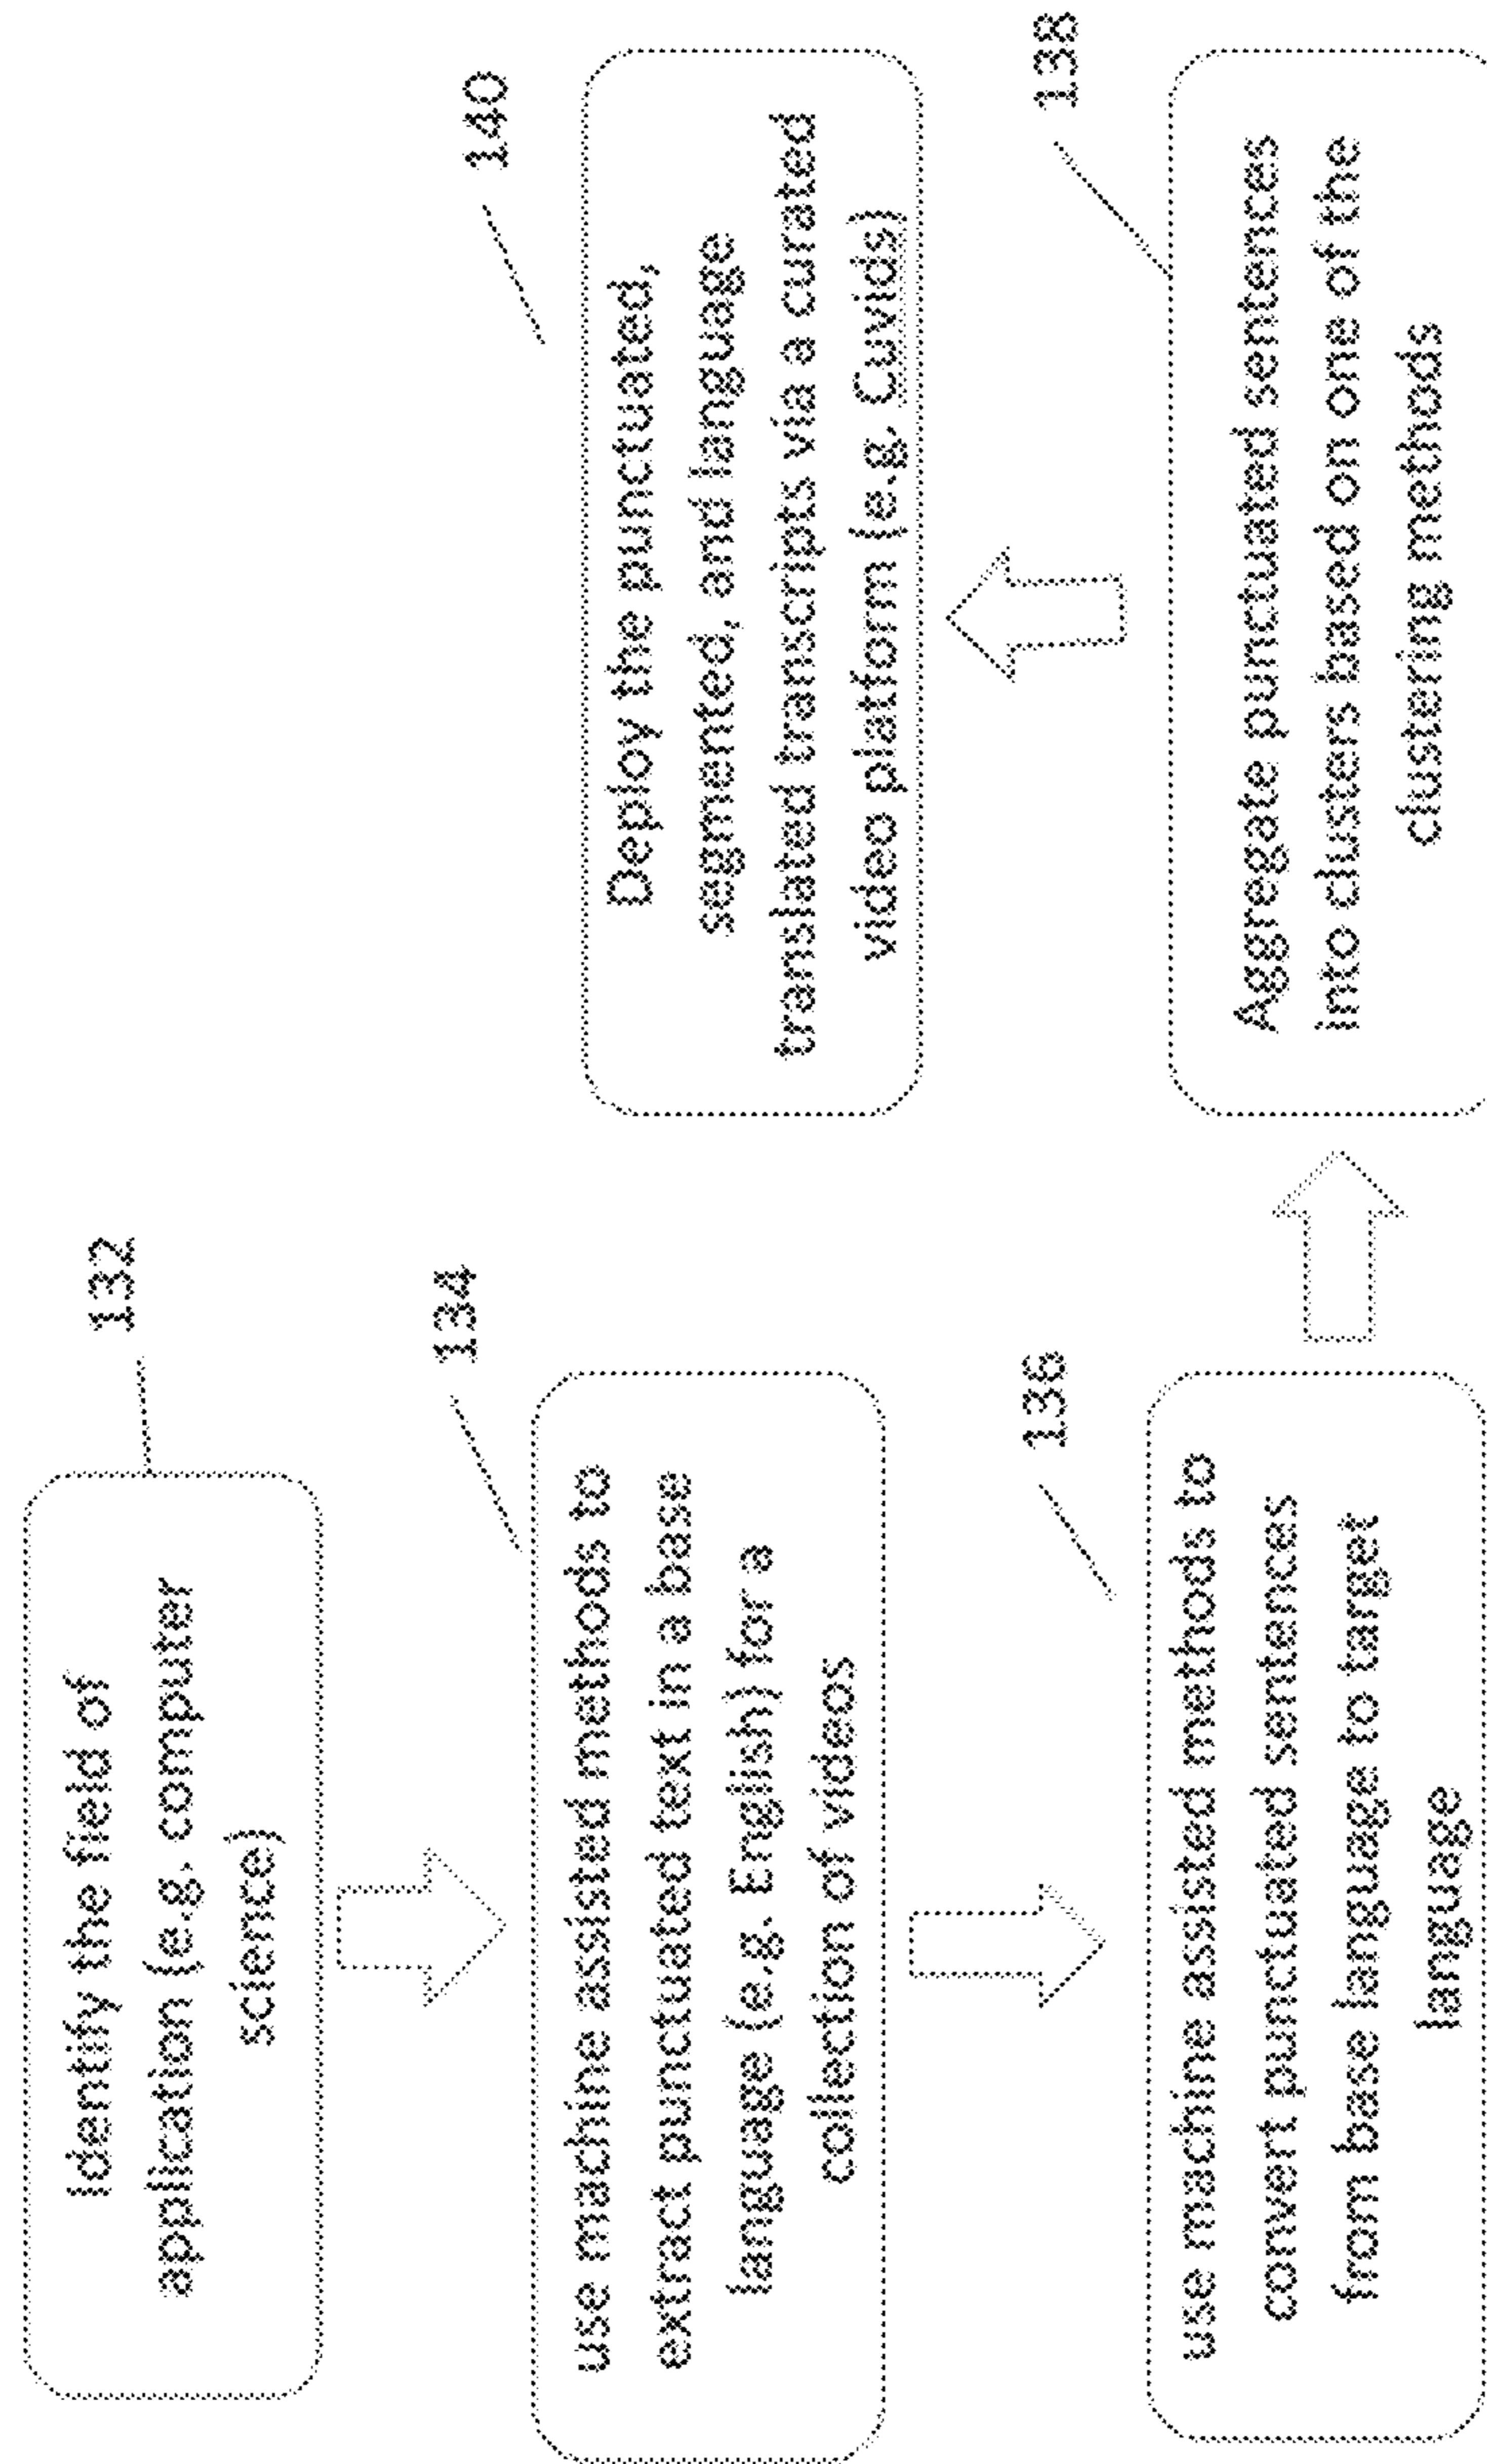 132
Identify the field of
application (e.g. computer
science)
134
use machine assisted methods to
extract punctuated text in a base
language (e.g. English) for a
collection of videos
136
use machine assisted methods to
convert punctuated sentences
from base language to target
language
138
Aggregate punctuated sentences
into clusters based on one of the
clustering methods
140
Deploy the punctuated,
segmented, and language
translated transcripts via a curated
video platform (e.g. Cuvids)